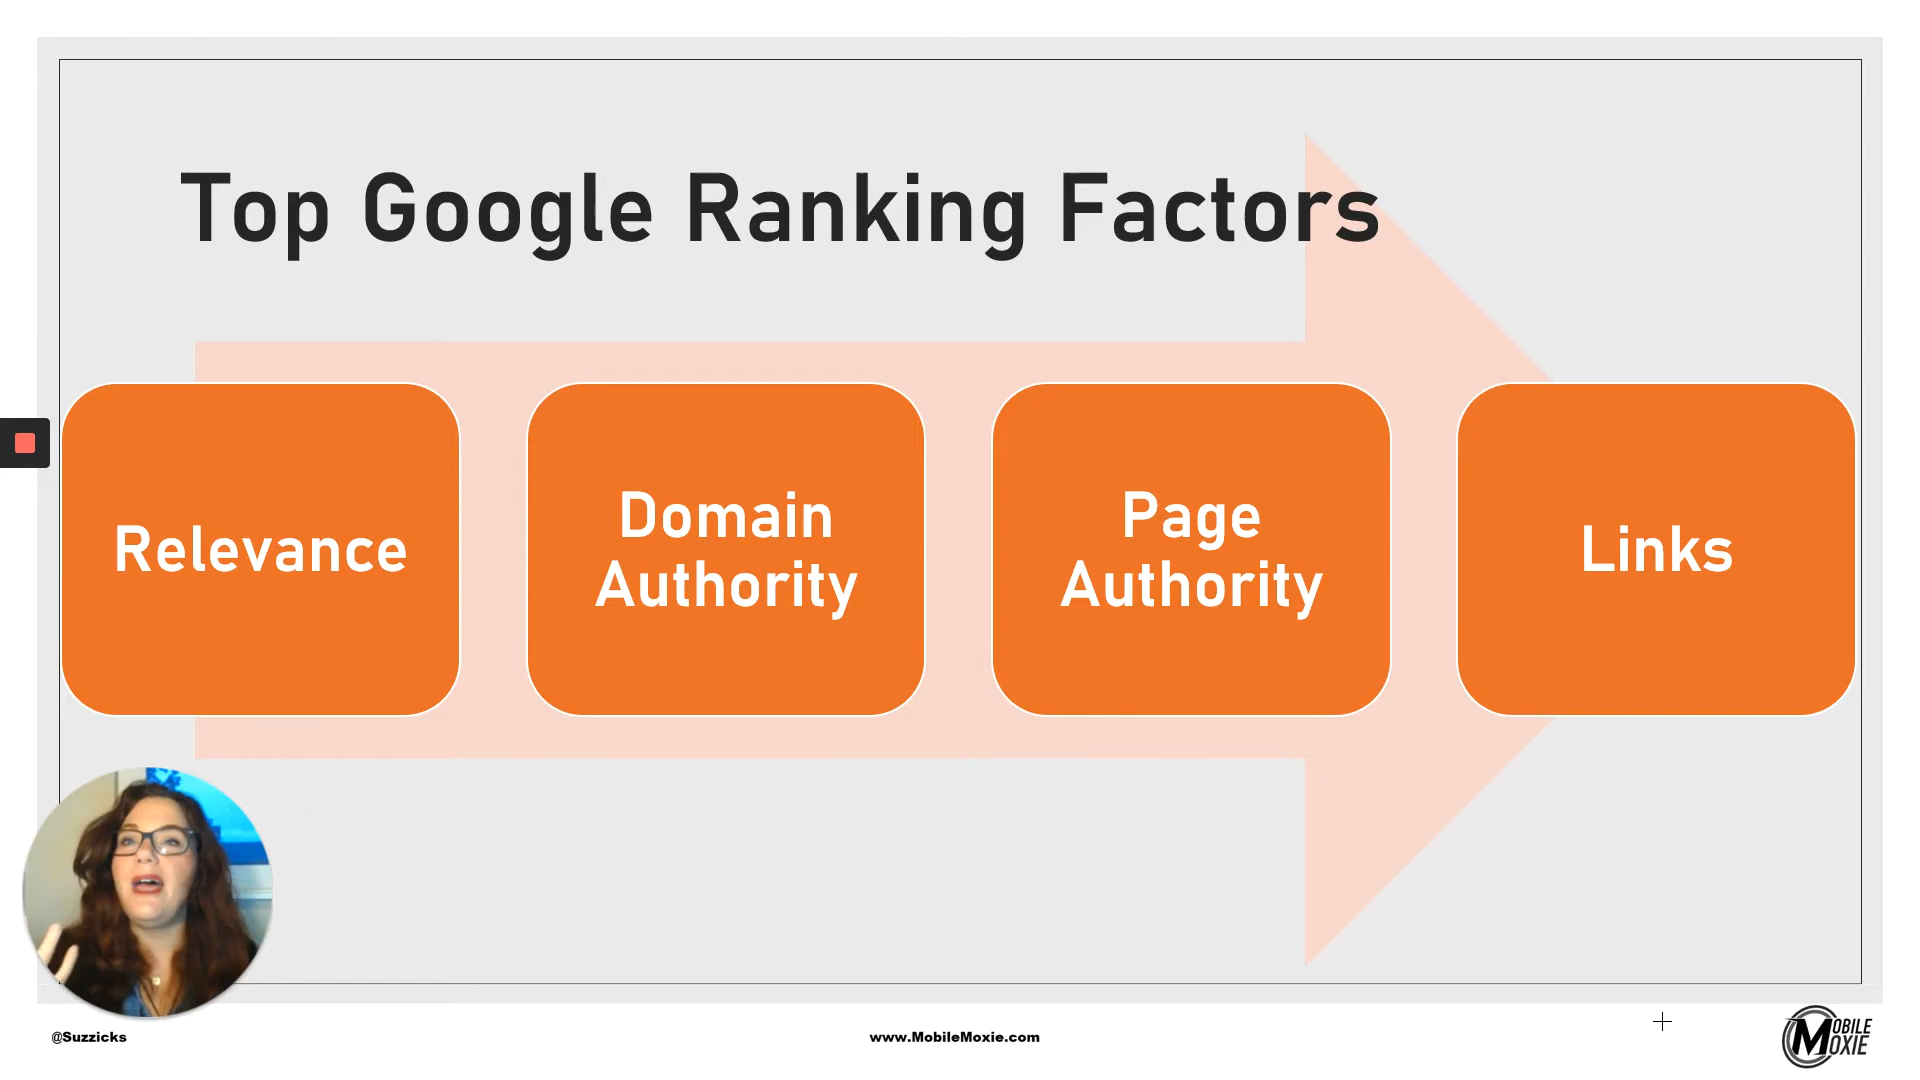 Top Google Ranking Factors
Relevance
Domain
Authority
Page
Authority
Links
@Suzzicks
www.MobileMoxie.com
MOBILE
MOXIE